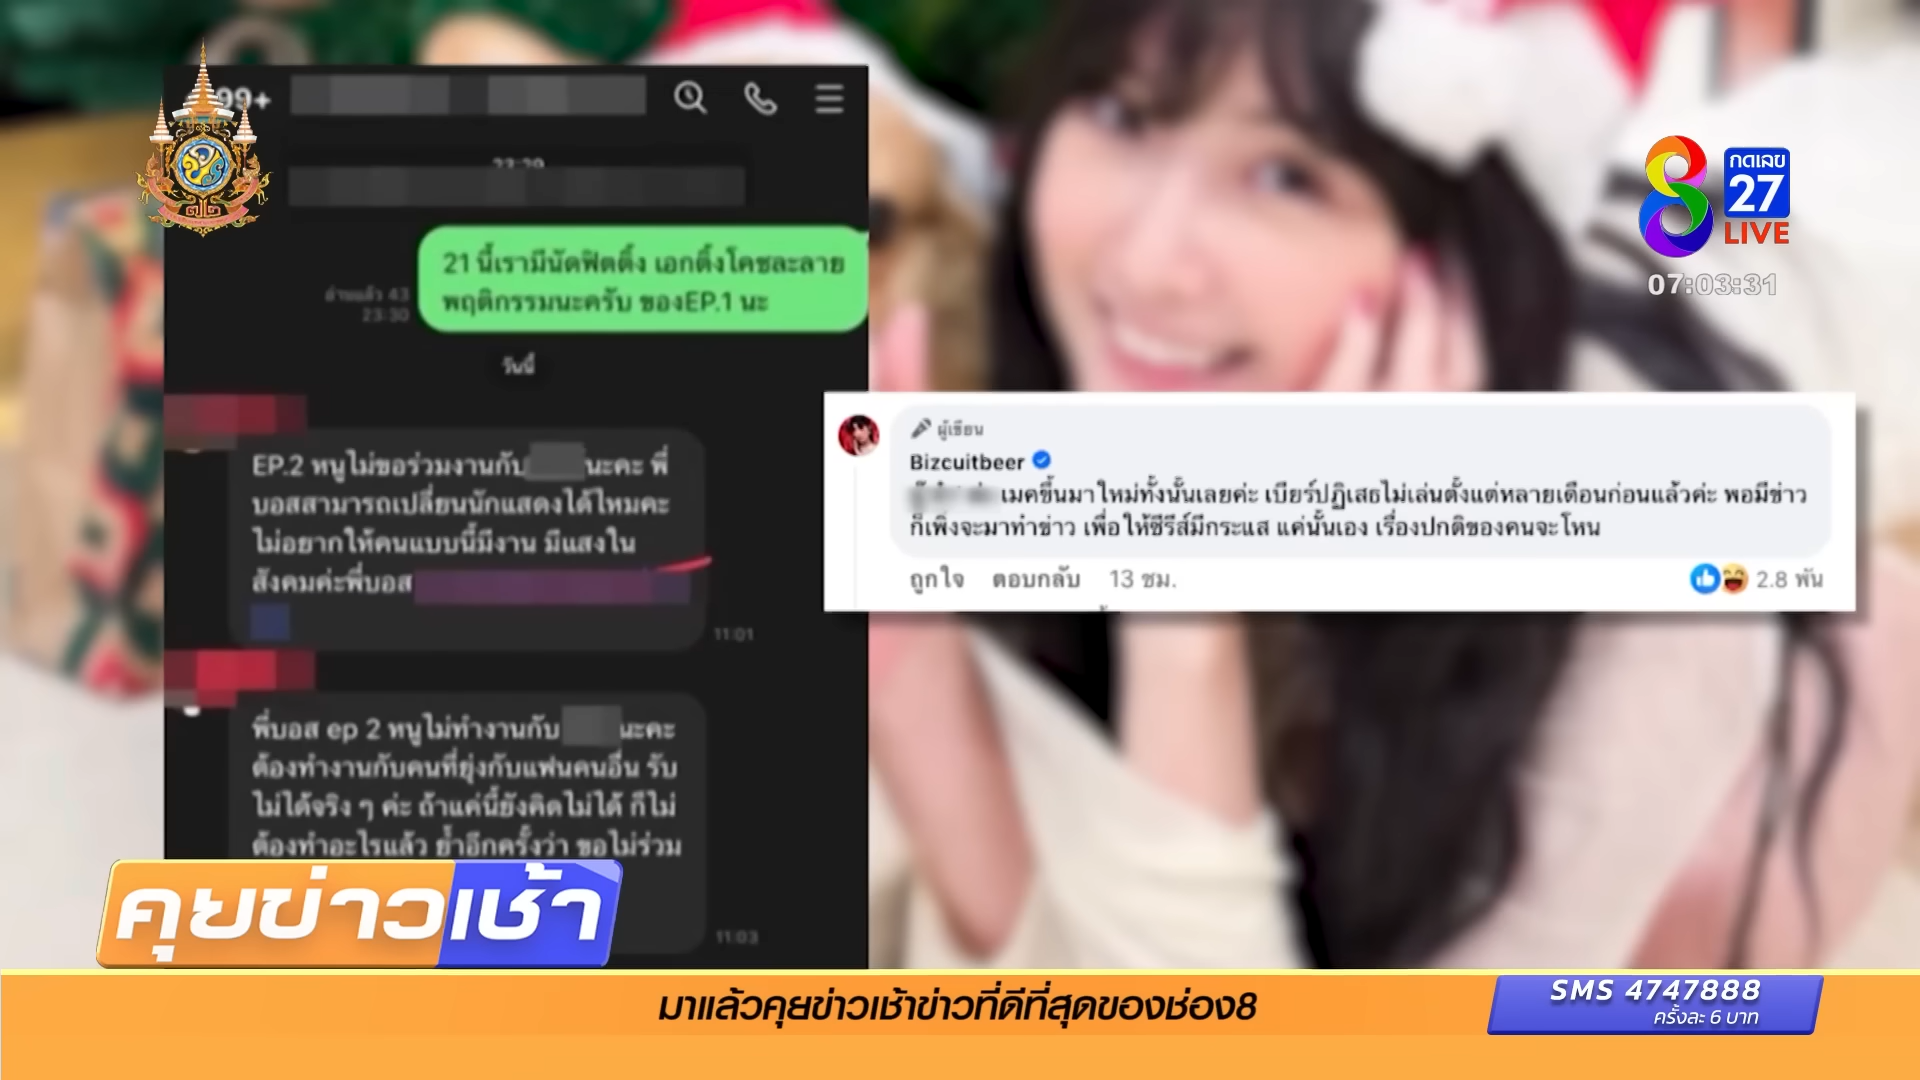 99+
กดเลข
27
LIVE
07:03:31
21 นี้เรามีนัดฟิตติ้ง เอกติ้งโคชละลาย
พฤติกรรมนะครับ ของEP.1 นะ
อ่านแล้ว 43
23:30
วันนี้
EP.2 หนูไม่ขอร่วมงานกับ นะคะ พี่
บอสสามารถเปลี่ยนนักแสดงได้ไหมคะ
ไม่อยากให้คนแบบนี้มีงาน มีแสงใน
สังคมค่ะพี่บอส
11:01
พี่บอส ep 2 หนูไม่ทำงานกับ นะคะ
ต้องทำงานกับคนที่ยุ่งกับแฟนคนอื่น รับ
ไม่ได้จริง ๆ ค่ะ ถ้าแค่นี้ยังคิดไม่ได้ ก็ไม่
ต้องทำอะไรแล้ว ย้ำอีกครั้งว่า ขอไม่ร่วม
11:03
ผู้เขียน
Bizcuitbeer
เมคขึ้นมาใหม่ทั้งนั้นเลยค่ะ เบียร์ปฏิเสธไม่เล่นตั้งแต่หลายเดือนก่อนแล้วค่ะ พอมีข่าว
ก็เพิ่งจะมาทำข่าว เพื่อให้ซีรีส์มีกระแส แค่นั้นเอง เรื่องปกติของคนจะโหน
ถูกใจ ตอบกลับ 13 ชม. 2.8 พัน
คุยข่าวเช้า
มาแล้วคุยข่าวเช้าข่าวที่ดีที่สุดของช่อง8
SMS 4747888
ครั้งละ 6 บาท